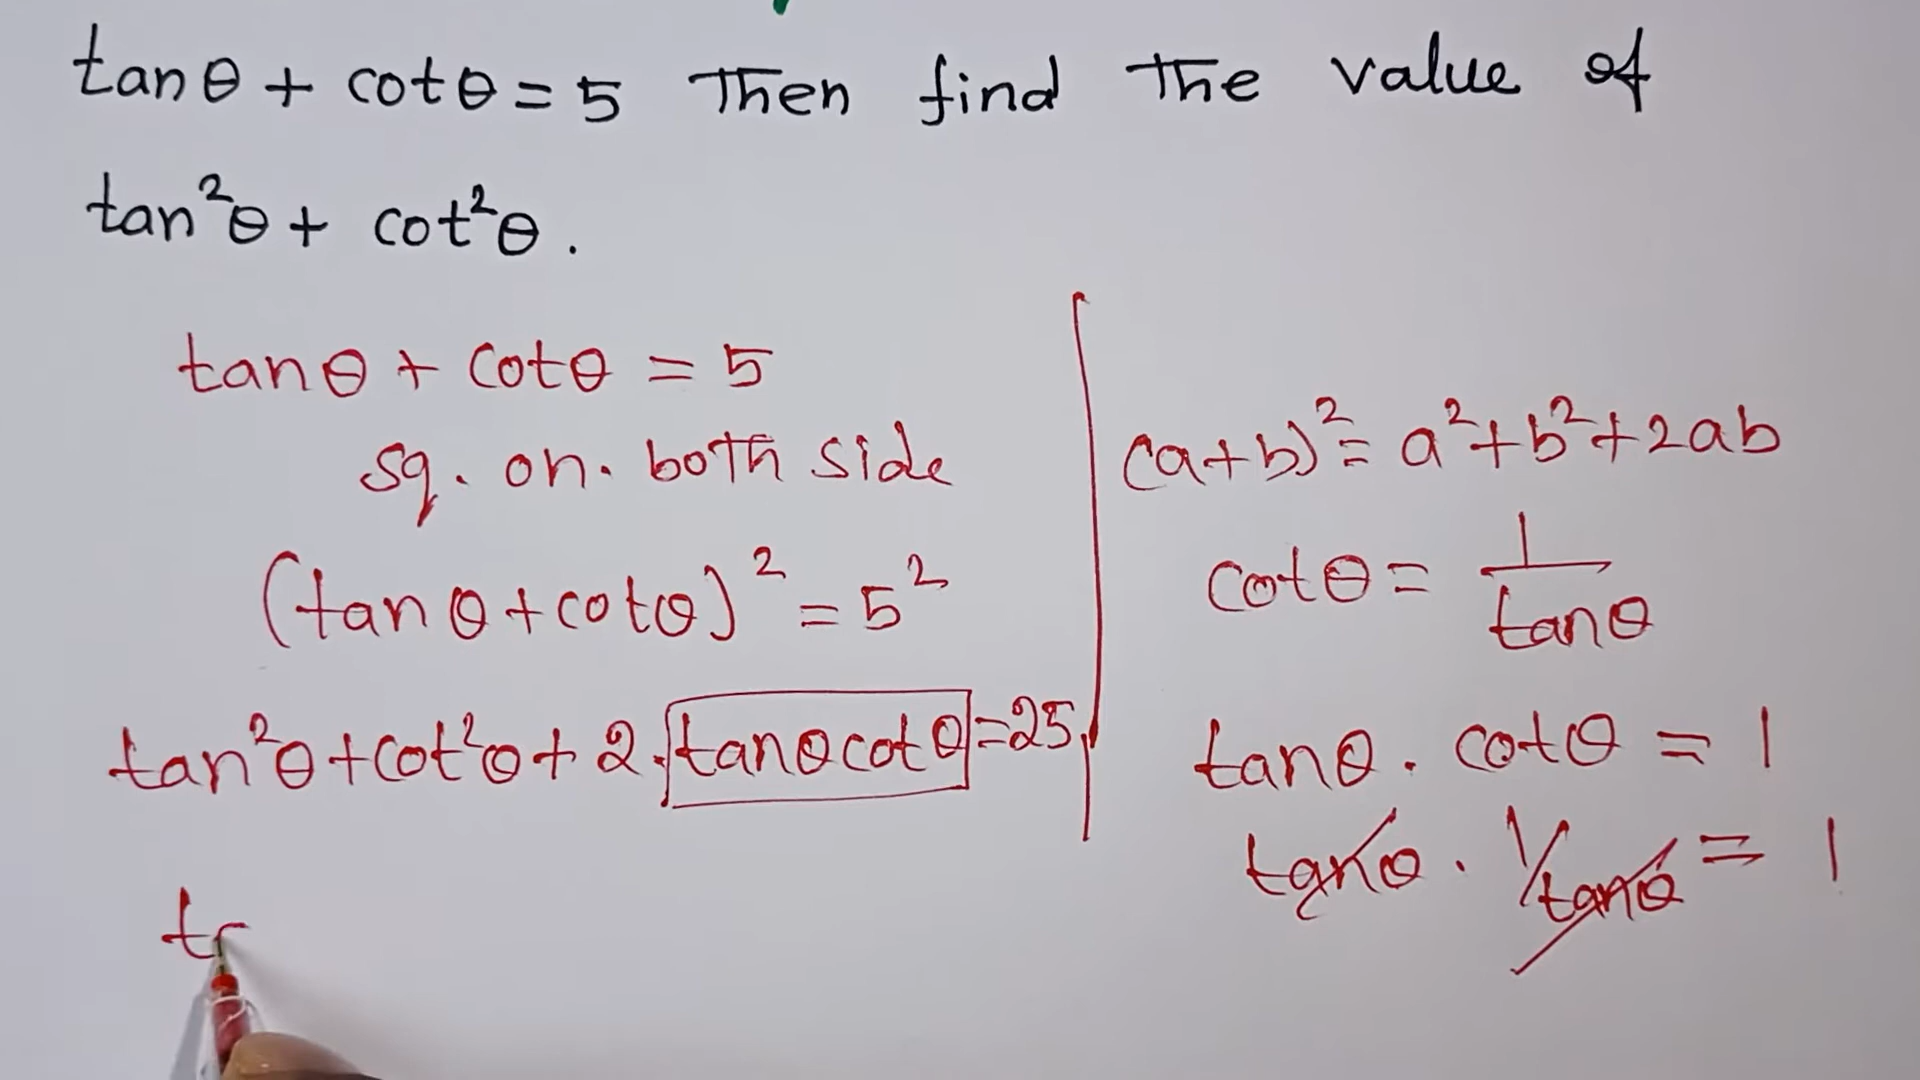 tanθ + cotθ = 5 Then find the value of
tan²θ + cot²θ.
tanθ + cotθ = 5
sq. on. both side
(tanθ + cotθ)² = 5²
tan²θ + cot²θ + 2 . tanθ cotθ = 25
(a+b)² = a² + b² + 2ab
cotθ = 1/tanθ
tanθ . cotθ = 1
tanθ . 1/tanθ = 1